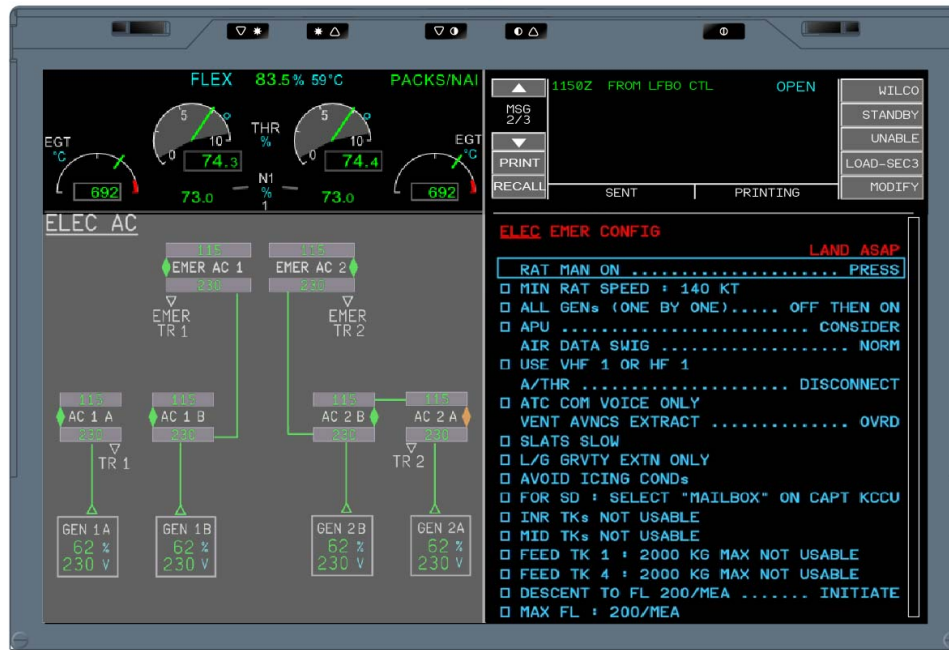 FLEX 83.5% 59°C PACKS/NAI
5 THR % 5
10 10
0 74.3 0 74.4
EGT °C EGT °C
692 N1 692
73.0 % 73.0
1
ELEC AC
115 115
EMER AC 1 EMER AC 2
230 230
EMER TR 1 EMER TR 2
115 115 115 115
AC 1 A AC 1 B AC 2 B AC 2 A
230 230 230 230
TR 1 TR 2
GEN 1A GEN 1B GEN 2B GEN 2A
62 % 62 % 62 % 62 %
230 V 230 V 230 V 230 V
1150Z FROM LFBO CTL OPEN
MSG
2/3
PRINT
RECALL
SENT PRINTING
WILCO
STANDBY
UNABLE
LOAD-SEC3
MODIFY
ELEC EMER CONFIG
LAND ASAP
RAT MAN ON ...................... PRESS
MIN RAT SPEED : 140 KT
ALL GENs (ONE BY ONE)..... OFF THEN ON
APU ......................... CONSIDER
AIR DATA SWIG ................... NORM
USE VHF 1 OR HF 1
A/THR ..................... DISCONNECT
ATC COM VOICE ONLY
VENT AVNCS EXTRACT .............. OVRD
SLATS SLOW
L/G GRVTY EXTN ONLY
AVOID ICING CONDs
FOR SD : SELECT "MAILBOX" ON CAPT KCCU
INR TKs NOT USABLE
MID TKs NOT USABLE
FEED TK 1 : 2000 KG MAX NOT USABLE
FEED TK 4 : 2000 KG MAX NOT USABLE
DESCENT TO FL 200/MEA ....... INITIATE
MAX FL : 200/MEA